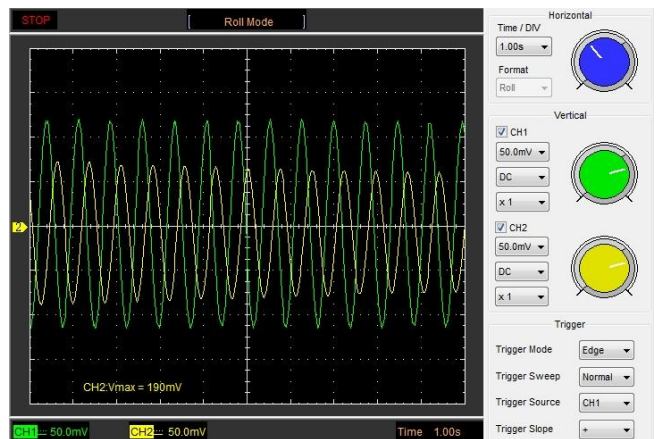 STOP
[ Roll Mode ]
2
CH2:Vmax = 190mV
CH1 50.0mV CH2 50.0mV Time 1.00s
Horizontal
Time / DIV
1.00s
Format
Roll
Vertical
CH1
50.0mV
DC
x 1
CH2
50.0mV
DC
x 1
Trigger
Trigger Mode Edge
Trigger Sweep Normal
Trigger Source CH1
Trigger Slope +